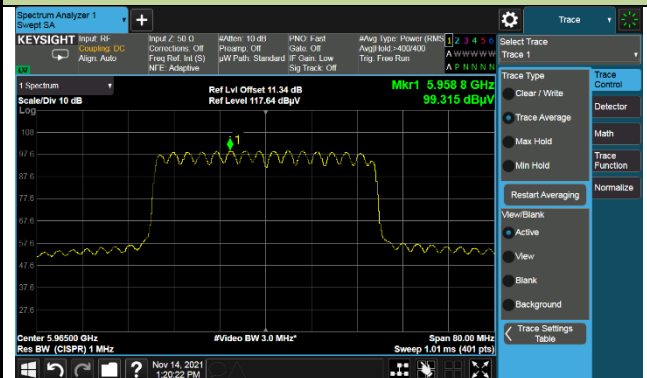 Spectrum Analyzer 1
Swept SA
Trace
KEYSIGHT
Input: RF
Coupling: DC
Align: Auto
Input Z: 50 Ω
Corrections: Off
Freq Ref: Int (S)
NFE: Adaptive
#Atten: 10 dB
Preamp: Off
µW Path: Standard
PNO: Fast
Gate: Off
IF Gain: Low
Sig Track: Off
#Avg Type: Power (RMS)
Avg|Hold:>400/400
Trig: Free Run
1 2 3 4 5 6
A W W W W W
A P N N N N
LXI
1 Spectrum
Scale/Div 10 dB
Ref Lvl Offset 11.34 dB
Ref Level 117.64 dBµV
Mkr1 5.958 8 GHz
99.315 dBµV
Log
108
97.6
87.6
77.6
67.6
57.6
47.6
37.6
27.6
1
Center 5.96500 GHz
Res BW (CISPR) 1 MHz
#Video BW 3.0 MHz*
Span 80.00 MHz
Sweep 1.01 ms (401 pts)
Nov 14, 2021
1:20:22 PM
Select Trace
Trace 1
Trace Type
Clear / Write
Trace Average
Max Hold
Min Hold
Restart Averaging
View/Blank
Active
View
Blank
Background
Trace Settings
Table
Trace
Control
Detector
Math
Trace
Function
Normalize